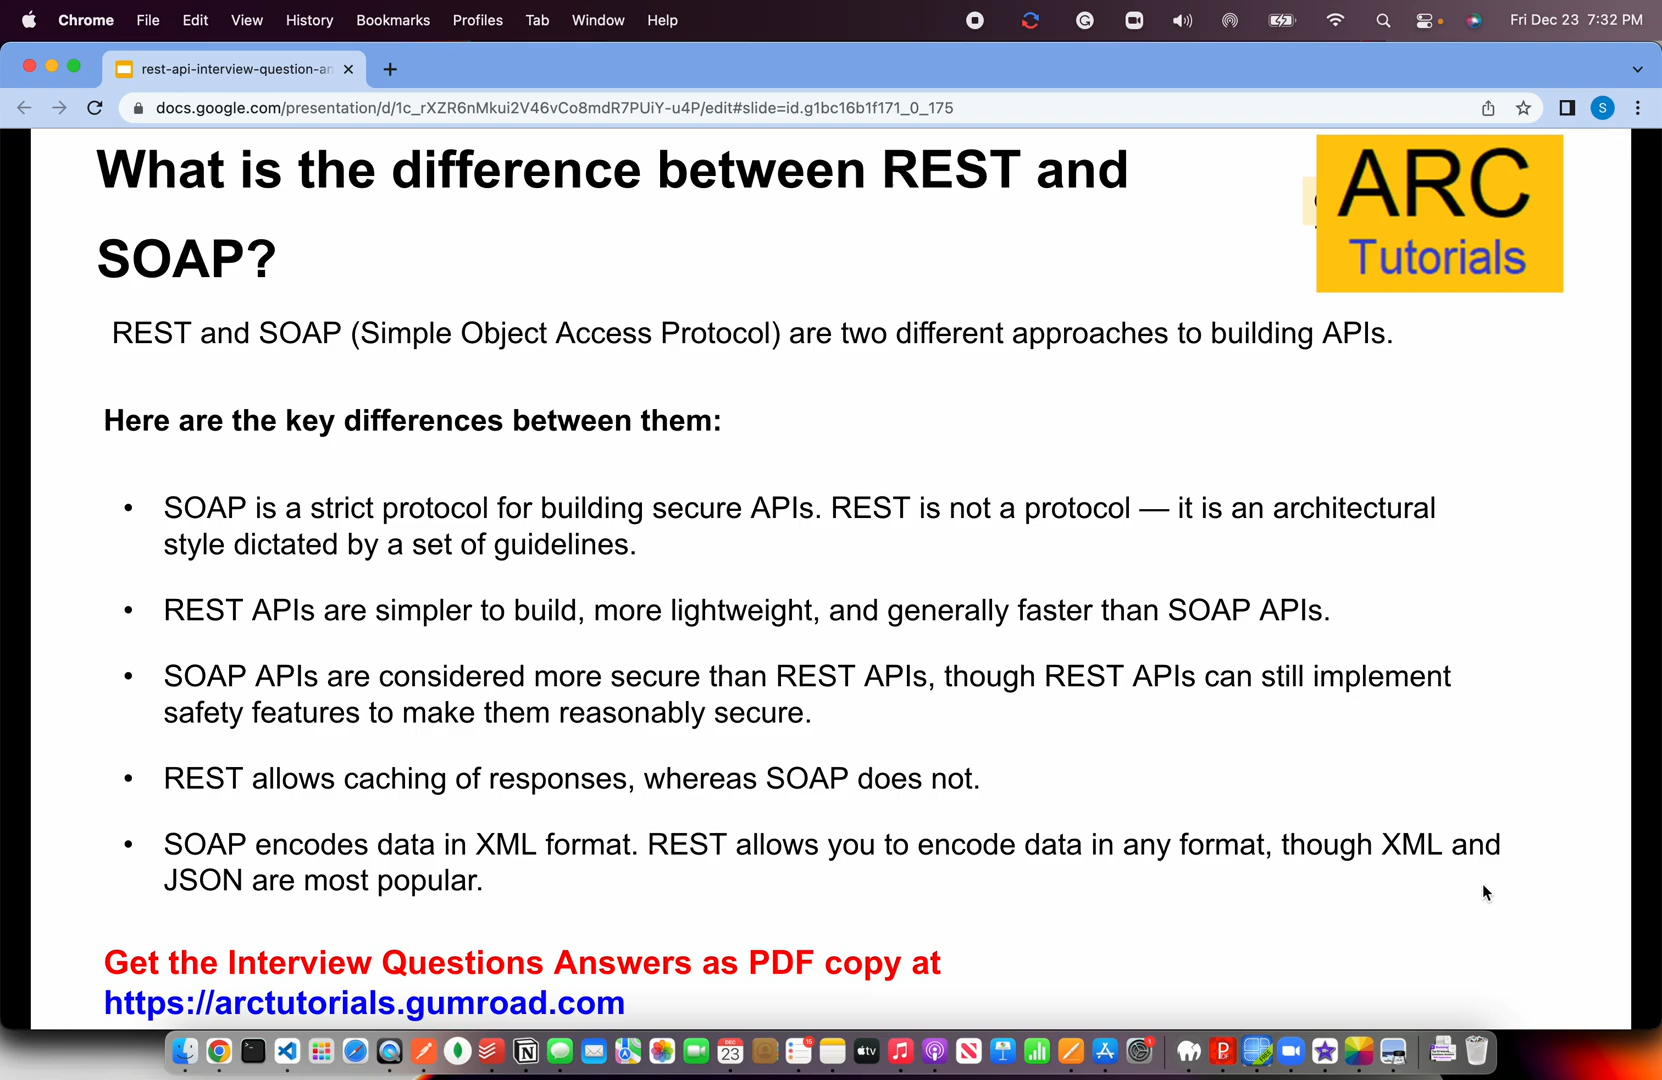 Chrome File Edit View History Bookmarks Profiles Tab Window Help Fri Dec 23 7:32 PM
rest-api-interview-question-an
docs.google.com/presentation/d/1c_rXZR6nMkui2V46vCo8mdR7PUiY-u4P/edit#slide=id.g1bc16b1f171_0_175
S
What is the difference between REST and
SOAP?
ARC
Tutorials
REST and SOAP (Simple Object Access Protocol) are two different approaches to building APIs.
Here are the key differences between them:
• SOAP is a strict protocol for building secure APIs. REST is not a protocol — it is an architectural
style dictated by a set of guidelines.
• REST APIs are simpler to build, more lightweight, and generally faster than SOAP APIs.
• SOAP APIs are considered more secure than REST APIs, though REST APIs can still implement
safety features to make them reasonably secure.
• REST allows caching of responses, whereas SOAP does not.
• SOAP encodes data in XML format. REST allows you to encode data in any format, though XML and
JSON are most popular.
Get the Interview Questions Answers as PDF copy at
https://arctutorials.gumroad.com
DEC
23
tv